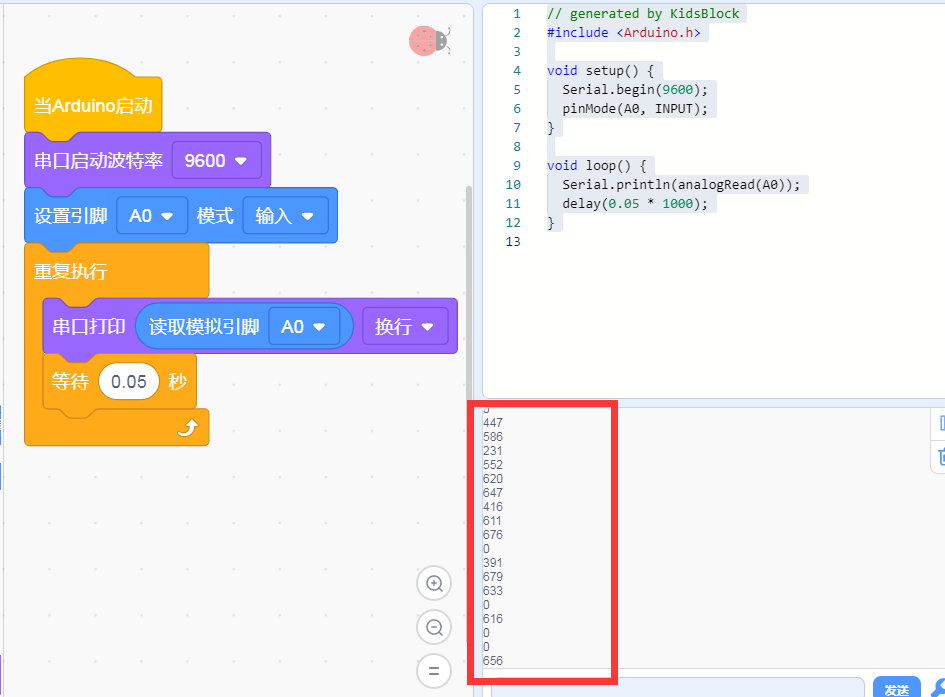 当Arduino启动
串口启动波特率 9600
设置引脚 A0 模式 输入
重复执行
串口打印 读取模拟引脚 A0 换行
等待 0.05 秒
1 // generated by KidsBlock
2 #include <Arduino.h>
3
4 void setup() {
5 Serial.begin(9600);
6 pinMode(A0, INPUT);
7 }
8
9 void loop() {
10 Serial.println(analogRead(A0));
11 delay(0.05 * 1000);
12 }
13
447
586
231
552
620
647
416
611
676
0
391
679
633
0
616
0
0
656
发送